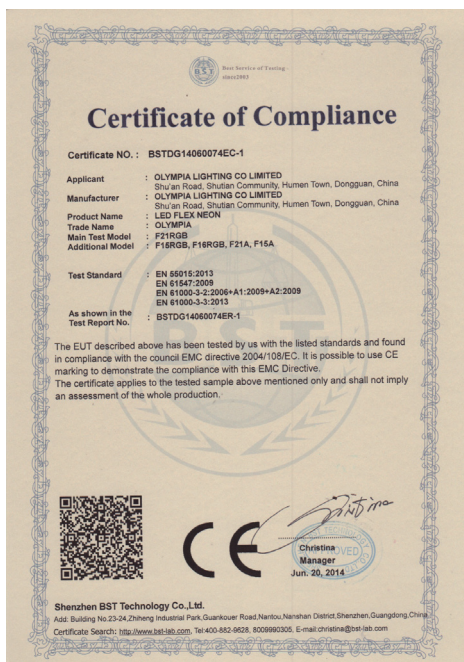 B.S.T
Best Service of Testing
since2003
Certificate of Compliance
Certificate NO. : BSTDG14060074EC-1
Applicant : OLYMPIA LIGHTING CO LIMITED
Shu'an Road, Shutian Community, Humen Town, Dongguan, China
Manufacturer : OLYMPIA LIGHTING CO LIMITED
Shu'an Road, Shutian Community, Humen Town, Dongguan, China
Product Name : LED FLEX NEON
Trade Name : OLYMPIA
Main Test Model : F21RGB
Additional Model : F15RGB, F16RGB, F21A, F15A
Test Standard : EN 55015:2013
EN 61547:2009
EN 61000-3-2:2006+A1:2009+A2:2009
EN 61000-3-3:2013
As shown in the
Test Report No. : BSTDG14060074ER-1
The EUT described above has been tested by us with the listed standards and found
in compliance with the council EMC directive 2004/108/EC. It is possible to use CE
marking to demonstrate the compliance with this EMC Directive.
The certificate applies to the tested sample above mentioned only and shall not imply
an assessment of the whole production.
BST
CE
Christina
Manager
Jun. 20, 2014
Shenzhen BST Technology Co.,Ltd.
Add: Building No.23-24,Zhiheng Industrial Park,Guankouer Road,Nantou,Nanshan District,Shenzhen,Guangdong,China
Certificate Search: http://www.bst-lab.com, Tel:400-882-9628, 8009990305, E-mail:christina@bst-lab.com